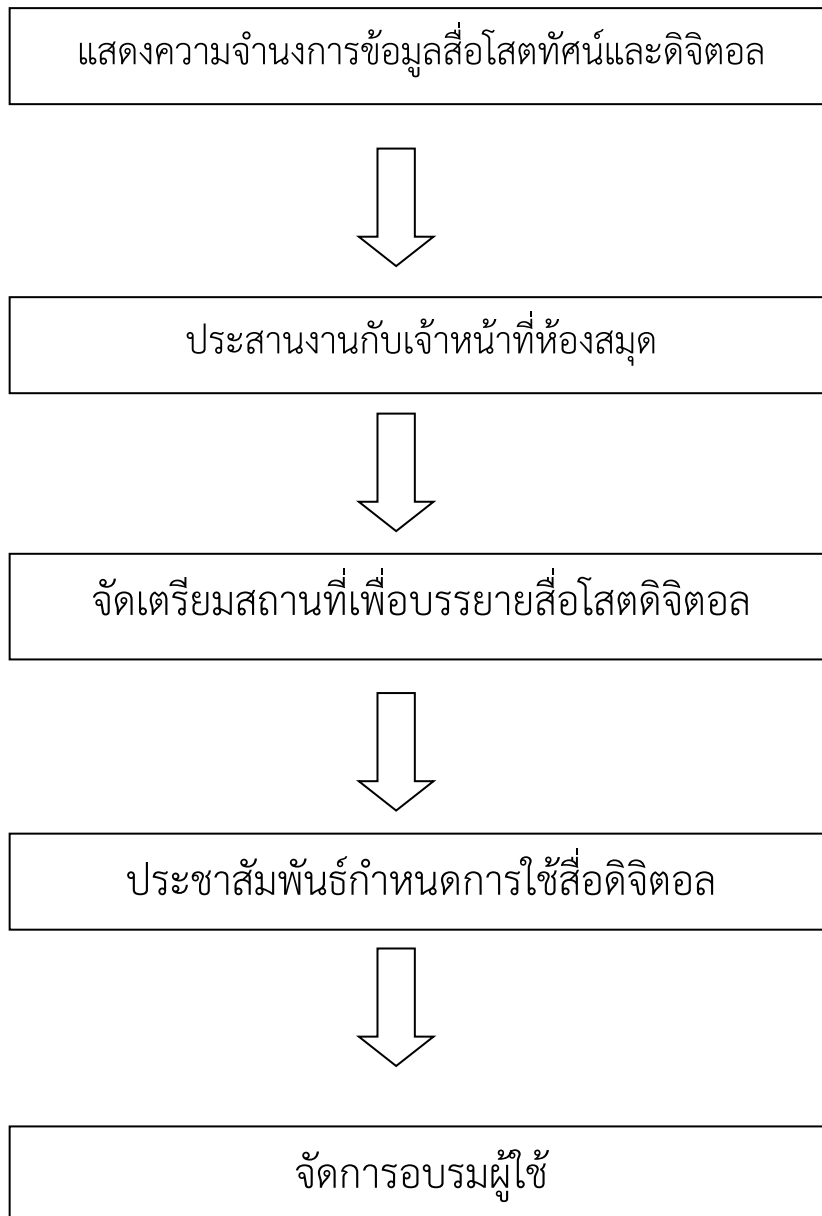 แสดงความจำนงการข้อมูลสื่อโสตทัศน์และดิจิตอล
ประสานงานกับเจ้าหน้าที่ห้องสมุด
จัดเตรียมสถานที่เพื่อบรรยายสื่อโสตดิจิตอล
ประชาสัมพันธ์กำหนดการใช้สื่อดิจิตอล
จัดการอบรมผู้ใช้